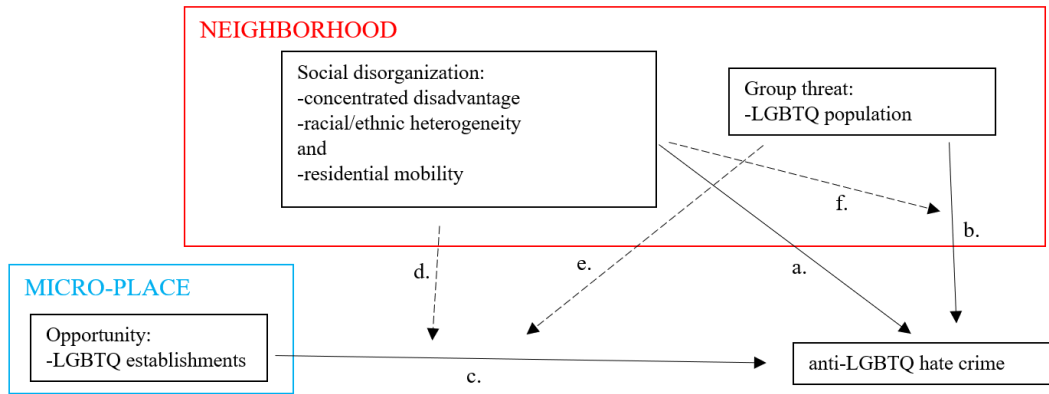 NEIGHBORHOOD
Social disorganization:
-concentrated disadvantage
-racial/ethnic heterogeneity
and
-residential mobility
Group threat:
-LGBTQ population
f.
b.
d.
e.
a.
MICRO-PLACE
Opportunity:
-LGBTQ establishments
c.
anti-LGBTQ hate crime